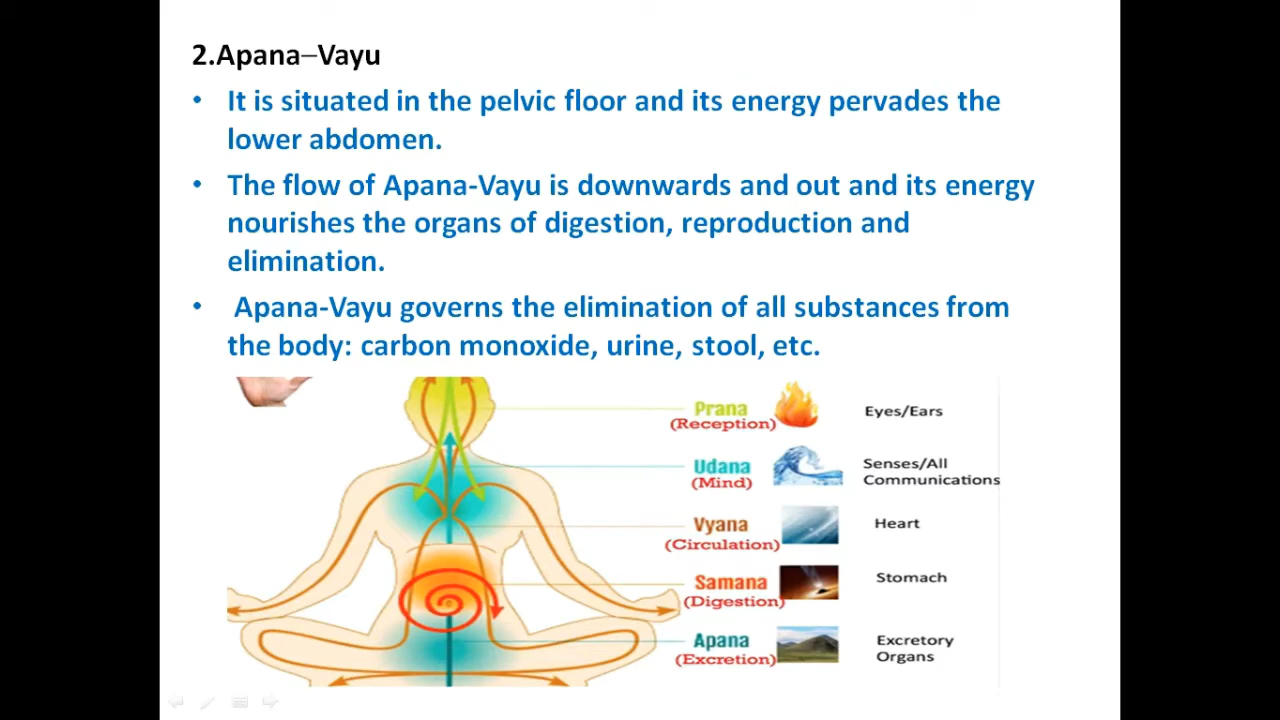 2.Apana–Vayu
• It is situated in the pelvic floor and its energy pervades the
lower abdomen.
• The flow of Apana-Vayu is downwards and out and its energy
nourishes the organs of digestion, reproduction and
elimination.
• Apana-Vayu governs the elimination of all substances from
the body: carbon monoxide, urine, stool, etc.
Prana
(Reception)
Eyes/Ears
Udana
(Mind)
Senses/All
Communications
Vyana
(Circulation)
Heart
Samana
(Digestion)
Stomach
Apana
(Excretion)
Excretory
Organs